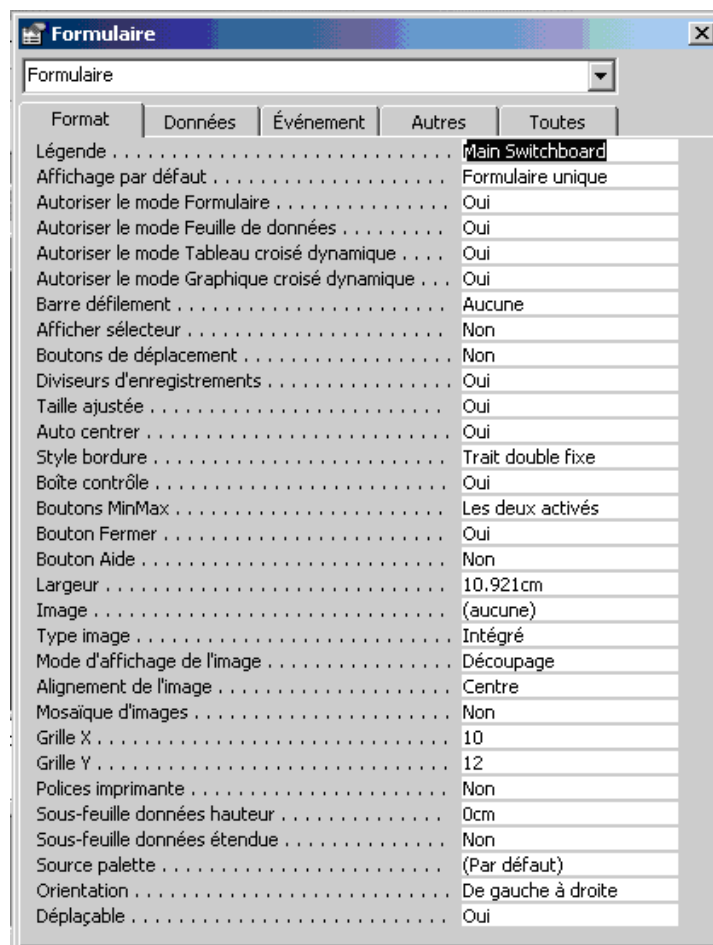 Formulaire
Formulaire
Format Données Événement Autres Toutes
Légende . . . . . . . . . . . . . . . . . . . . . . . . . . . . . Main Switchboard
Affichage par défaut . . . . . . . . . . . . . . . . . . . . . Formulaire unique
Autoriser le mode Formulaire . . . . . . . . . . . . . . . Oui
Autoriser le mode Feuille de données . . . . . . . . . Oui
Autoriser le mode Tableau croisé dynamique . . . . Oui
Autoriser le mode Graphique croisé dynamique . . . Oui
Barre défilement . . . . . . . . . . . . . . . . . . . . . . . . Aucune
Afficher sélecteur . . . . . . . . . . . . . . . . . . . . . . . Non
Boutons de déplacement . . . . . . . . . . . . . . . . . . Non
Diviseurs d'enregistrements . . . . . . . . . . . . . . . . Oui
Taille ajustée . . . . . . . . . . . . . . . . . . . . . . . . . . Oui
Auto centrer . . . . . . . . . . . . . . . . . . . . . . . . . . Oui
Style bordure . . . . . . . . . . . . . . . . . . . . . . . . . . Trait double fixe
Boîte contrôle . . . . . . . . . . . . . . . . . . . . . . . . . Oui
Boutons MinMax . . . . . . . . . . . . . . . . . . . . . . . . Les deux activés
Bouton Fermer . . . . . . . . . . . . . . . . . . . . . . . . . Oui
Bouton Aide . . . . . . . . . . . . . . . . . . . . . . . . . . . Non
Largeur . . . . . . . . . . . . . . . . . . . . . . . . . . . . . . 10.921cm
Image . . . . . . . . . . . . . . . . . . . . . . . . . . . . . . . (aucune)
Type image . . . . . . . . . . . . . . . . . . . . . . . . . . . Intégré
Mode d'affichage de l'image . . . . . . . . . . . . . . . . Découpage
Alignement de l'image . . . . . . . . . . . . . . . . . . . . Centre
Mosaïque d'images . . . . . . . . . . . . . . . . . . . . . . Non
Grille X . . . . . . . . . . . . . . . . . . . . . . . . . . . . . . 10
Grille Y . . . . . . . . . . . . . . . . . . . . . . . . . . . . . . 12
Polices imprimante . . . . . . . . . . . . . . . . . . . . . . Non
Sous-feuille données hauteur . . . . . . . . . . . . . . . 0cm
Sous-feuille données étendue . . . . . . . . . . . . . . . Non
Source palette . . . . . . . . . . . . . . . . . . . . . . . . . (Par défaut)
Orientation . . . . . . . . . . . . . . . . . . . . . . . . . . . De gauche à droite
Déplaçable . . . . . . . . . . . . . . . . . . . . . . . . . . . Oui